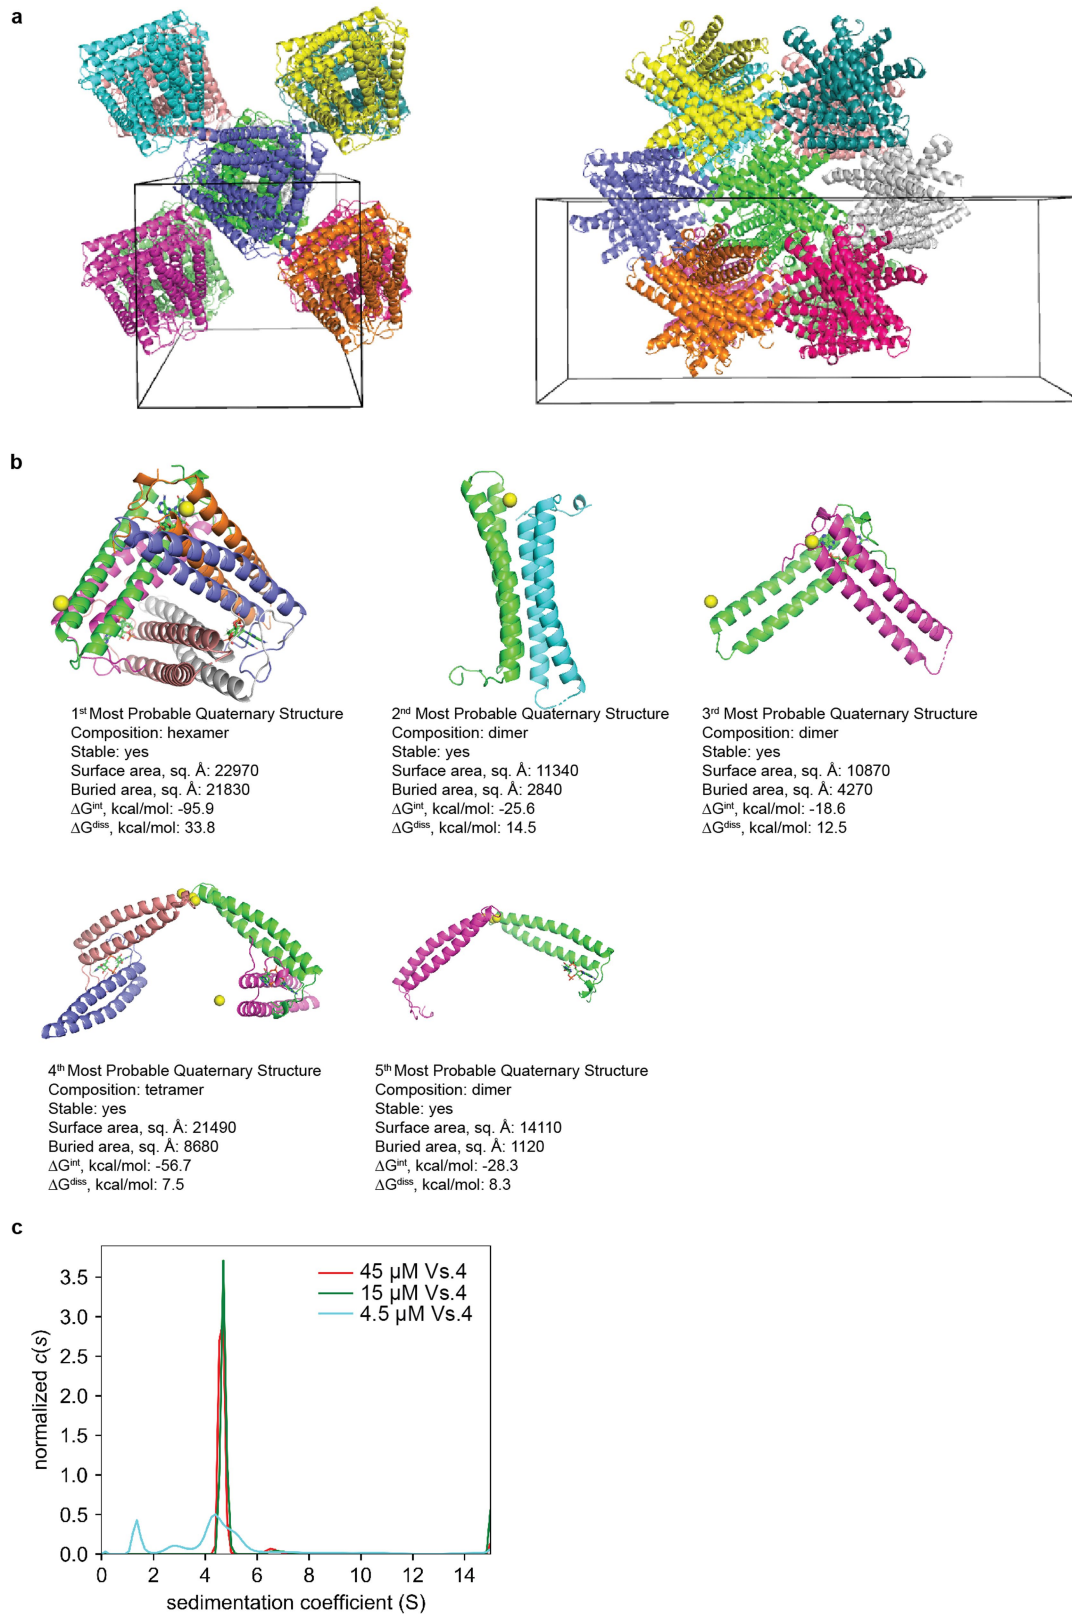 a
b
1st Most Probable Quaternary Structure
Composition: hexamer
Stable: yes
Surface area, sq. Å: 22970
Buried area, sq. Å: 21830
ΔGint, kcal/mol: -95.9
ΔGdiss, kcal/mol: 33.8
2nd Most Probable Quaternary Structure
Composition: dimer
Stable: yes
Surface area, sq. Å: 11340
Buried area, sq. Å: 2840
ΔGint, kcal/mol: -25.6
ΔGdiss, kcal/mol: 14.5
3rd Most Probable Quaternary Structure
Composition: dimer
Stable: yes
Surface area, sq. Å: 10870
Buried area, sq. Å: 4270
ΔGint, kcal/mol: -18.6
ΔGdiss, kcal/mol: 12.5
4th Most Probable Quaternary Structure
Composition: tetramer
Stable: yes
Surface area, sq. Å: 21490
Buried area, sq. Å: 8680
ΔGint, kcal/mol: -56.7
ΔGdiss, kcal/mol: 7.5
5th Most Probable Quaternary Structure
Composition: dimer
Stable: yes
Surface area, sq. Å: 14110
Buried area, sq. Å: 1120
ΔGint, kcal/mol: -28.3
ΔGdiss, kcal/mol: 8.3
c
45 µM Vs.4
15 µM Vs.4
4.5 µM Vs.4
normalized c(s)
3.5
3.0
2.5
2.0
1.5
1.0
0.5
0.0
0 2 4 6 8 10 12 14
sedimentation coefficient (S)